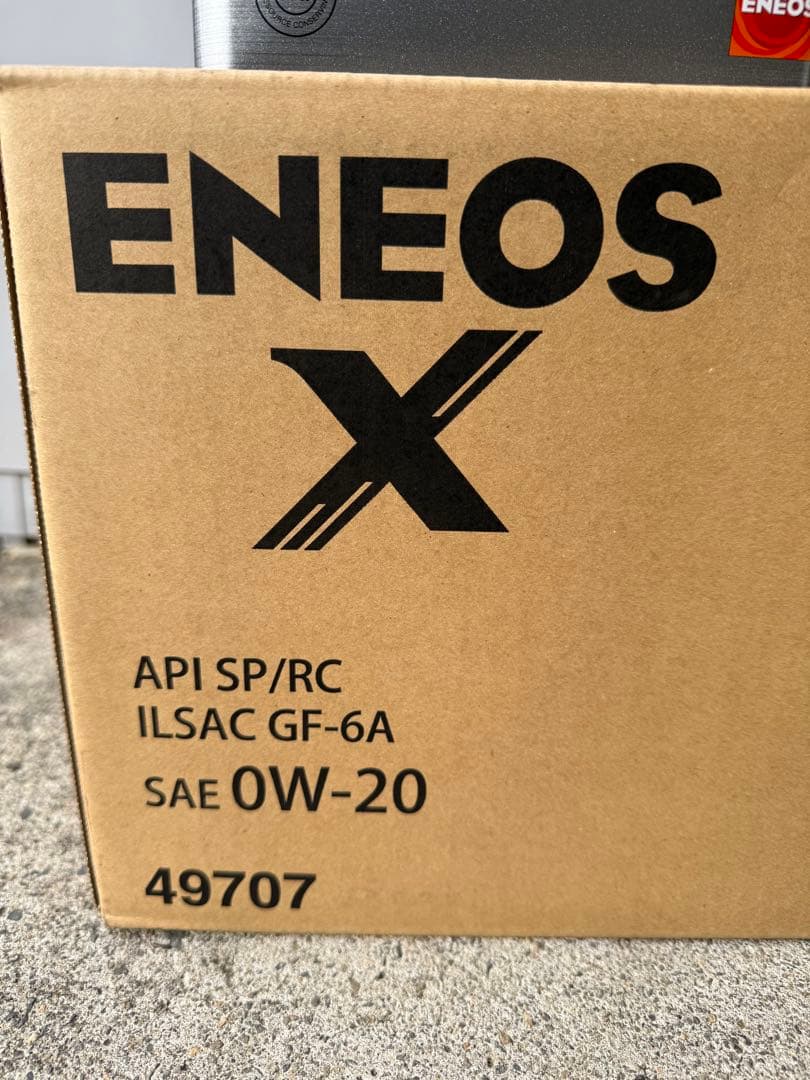 ENEOS
ENEOS
X
API SP/RC
ILSAC GF-6A
SAE 0W-20
49707